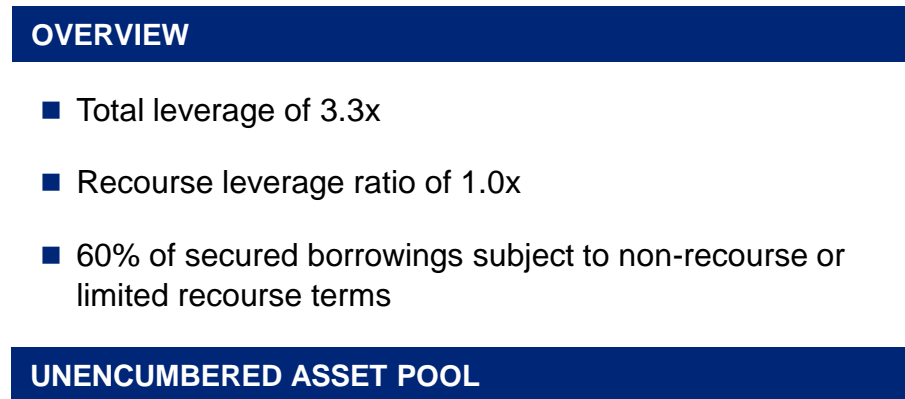 OVERVIEW
Total leverage of 3.3x
Recourse leverage ratio of 1.0x
60% of secured borrowings subject to non-recourse or
limited recourse terms
UNENCUMBERED ASSET POOL